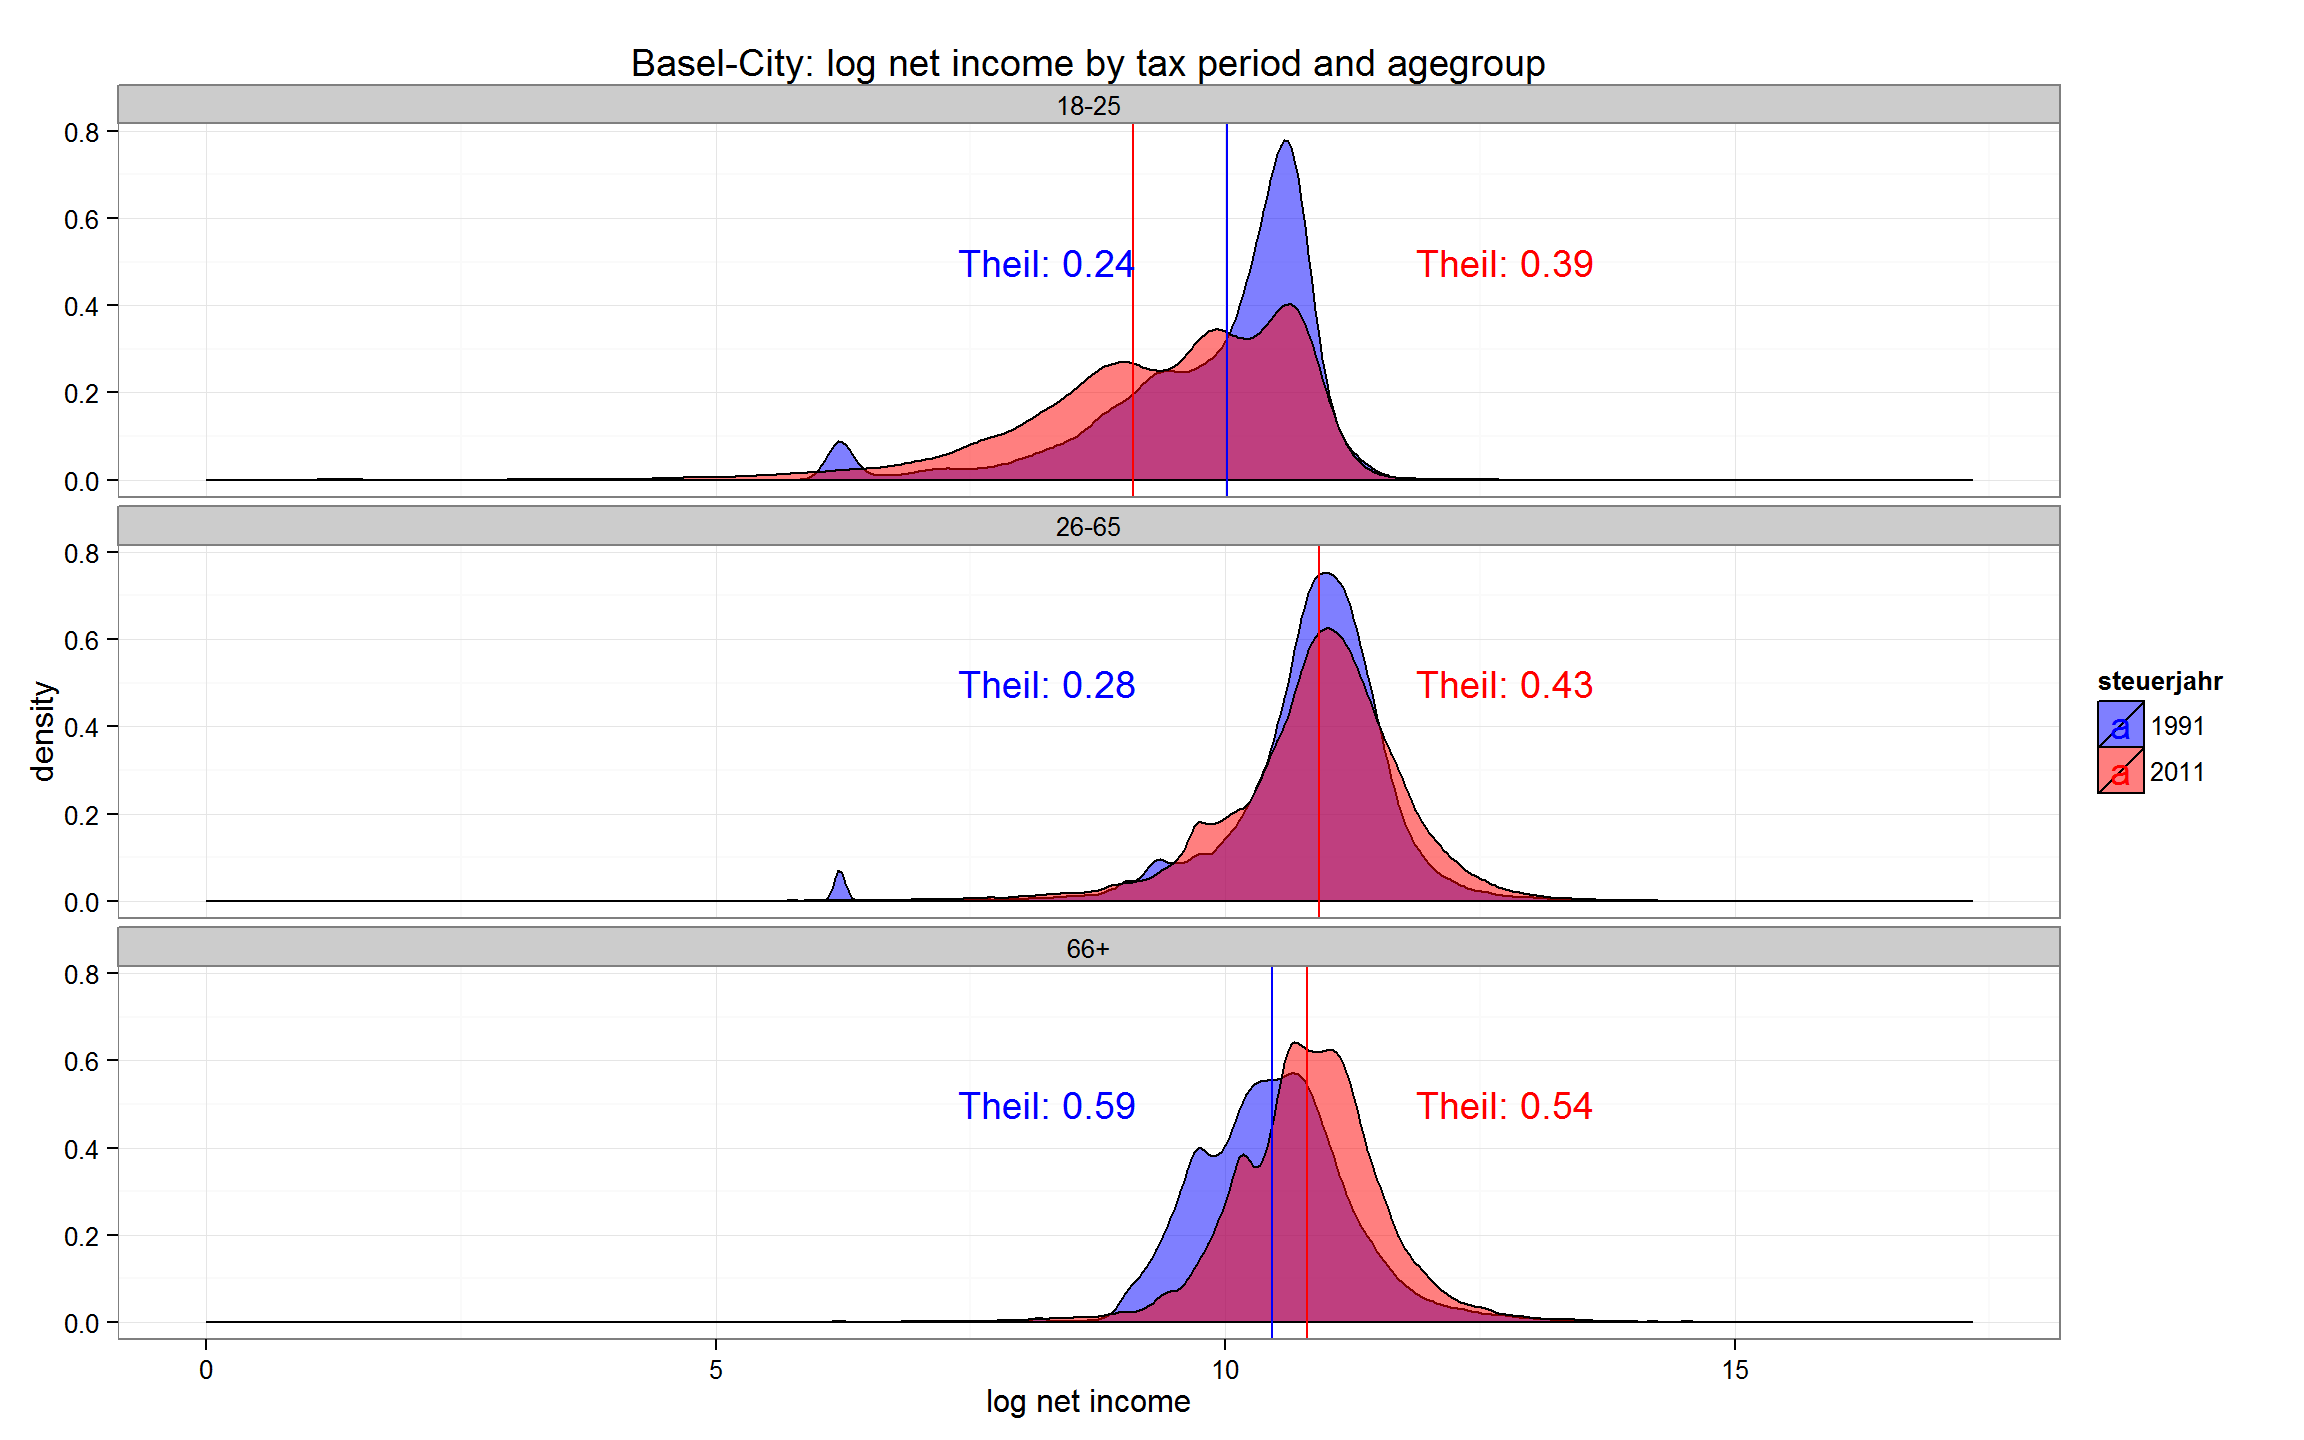 Basel-City: log net income by tax period and agegroup
18-25
0.8
0.6
0.4
0.2
0.0
Theil: 0.24
Theil: 0.39
26-65
0.8
0.6
0.4
0.2
0.0
Theil: 0.28
Theil: 0.43
66+
0.8
0.6
0.4
0.2
0.0
Theil: 0.59
Theil: 0.54
0 5 10 15
log net income
density
steuerjahr
a 1991
a 2011